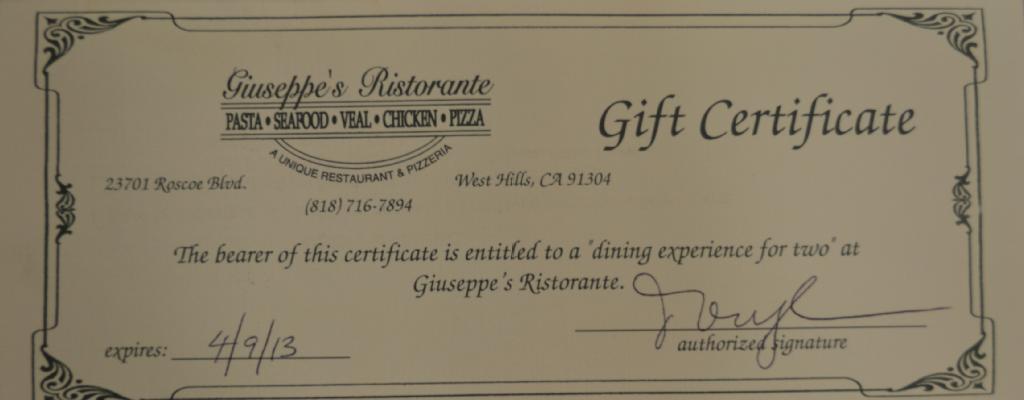 Giuseppe's Ristorante
PASTA • SEAFOOD • VEAL • CHICKEN • PIZZA
A UNIQUE RESTAURANT & PIZZERIA
Gift Certificate
23701 Roscoe Blvd.
West Hills, CA 91304
(818) 716-7894
The bearer of this certificate is entitled to a "dining experience for two" at
Giuseppe's Ristorante.
expires: 4/9/13
authorized signature